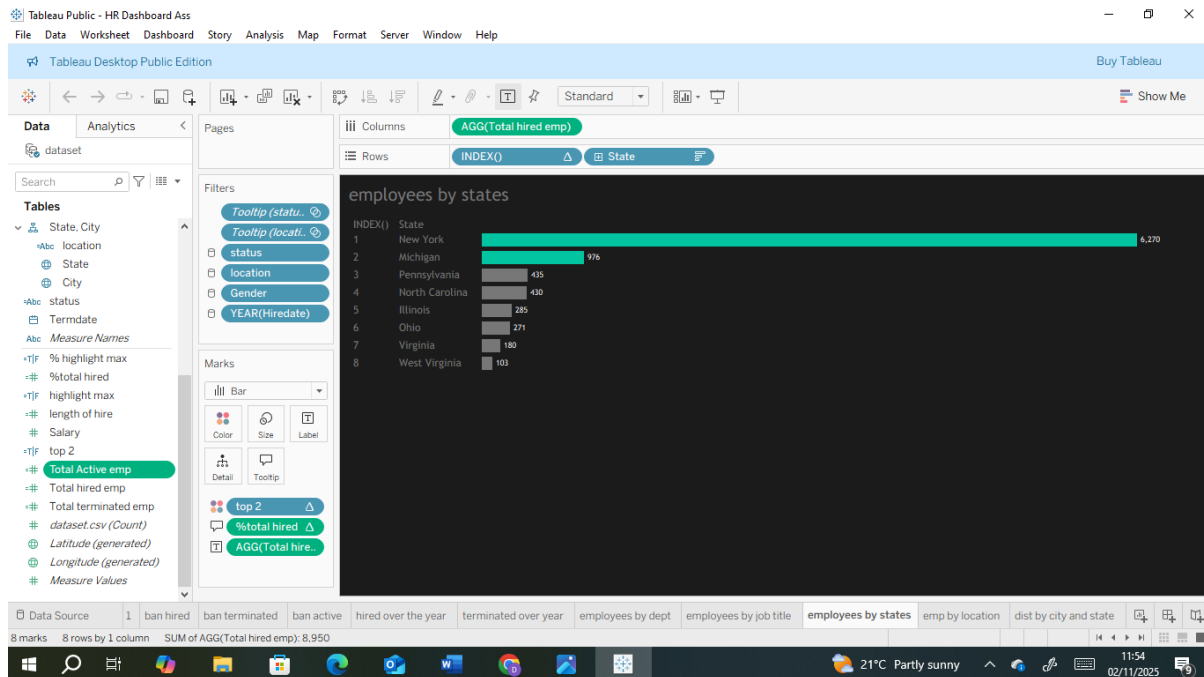 Tableau Public - HR Dashboard Ass
File Data Worksheet Dashboard Story Analysis Map Format Server Window Help
Tableau Desktop Public Edition Buy Tableau
Standard Show Me
Data Analytics
dataset
Search
Tables
State, City
Abc location
State
City
Abc status
Termdate
Abc Measure Names
T|F % highlight max
# %total hired
T|F highlight max
# length of hire
# Salary
T|F top 2
# Total Active emp
# Total hired emp
# Total terminated emp
# dataset.csv (Count)
Latitude (generated)
Longitude (generated)
# Measure Values
Pages
Filters
Tooltip (statu..
Tooltip (locati..
status
location
Gender
YEAR(Hiredate)
Marks
Bar
Color Size Label
Detail Tooltip
top 2
%total hired
AGG(Total hire..
Columns AGG(Total hired emp)
Rows INDEX() State
employees by states
INDEX() State
1 New York 6,270
2 Michigan 976
3 Pennsylvania 435
4 North Carolina 430
5 Illinois 285
6 Ohio 271
7 Virginia 180
8 West Virginia 103
Data Source 1 ban hired ban terminated ban active hired over the year terminated over year employees by dept employees by job title employees by states emp by location dist by city and state
8 marks 8 rows by 1 column SUM of AGG(Total hired emp): 8,950
21°C Partly sunny 11:54
02/11/2025 9